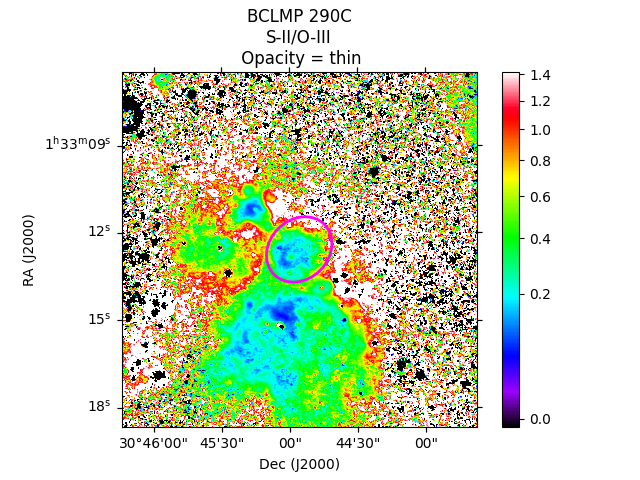 BCLMP 290C
S-II/O-III
Opacity = thin
1.4
1.2
1.0
0.8
0.6
0.4
0.2
0.0
1ʰ33ᵐ09ˢ
12ˢ
15ˢ
18ˢ
RA (J2000)
30°46'00" 45'30" 00" 44'30" 00"
Dec (J2000)